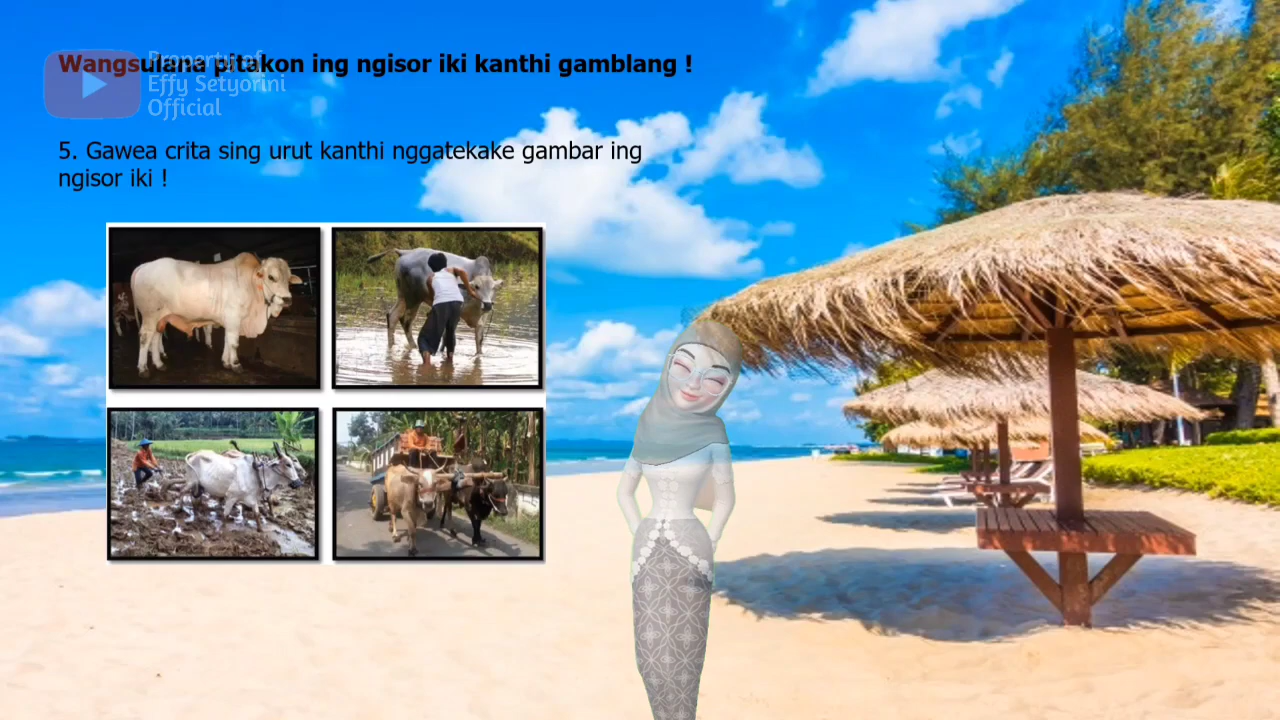 Wangsulana pitakon ing ngisor iki kanthi gamblang !
Property of
Effy Setyorini
Official
5. Gawea crita sing urut kanthi nggatekake gambar ing
ngisor iki !